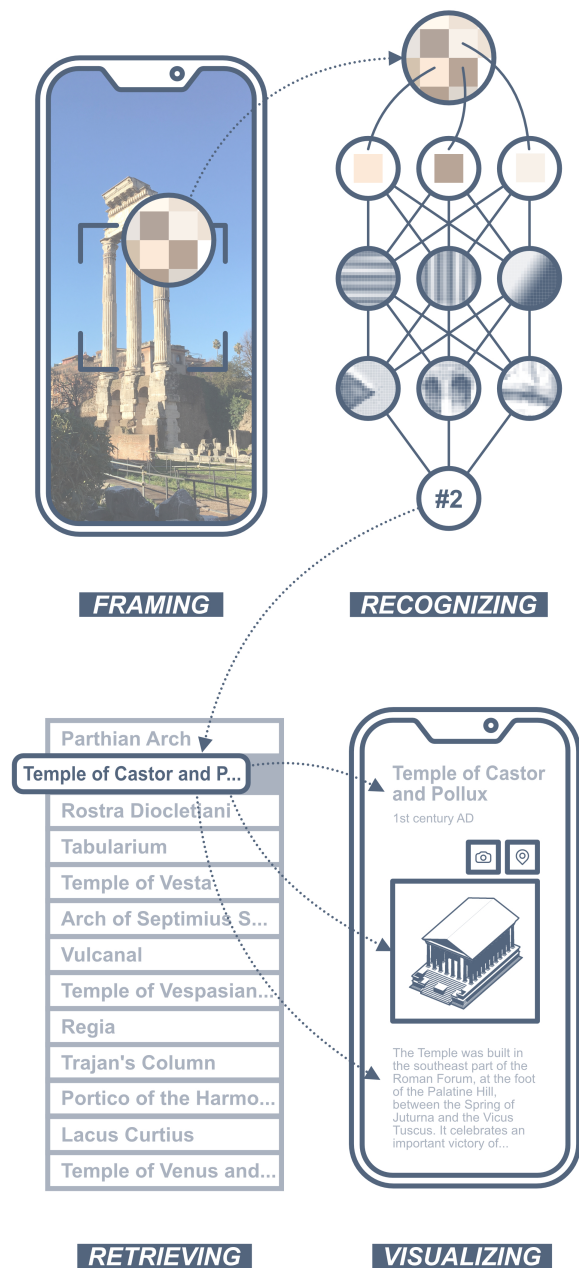 #2
FRAMING
RECOGNIZING
Parthian Arch
Temple of Castor and P...
Rostra Diocletiani
Tabularium
Temple of Vesta
Arch of Septimius S...
Vulcanal
Temple of Vespasian...
Regia
Trajan's Column
Portico of the Harmo...
Lacus Curtius
Temple of Venus and...
Temple of Castor
and Pollux
1st century AD
The Temple was built in
the southeast part of the
Roman Forum, at the foot
of the Palatine Hill,
between the Spring of
Juturna and the Vicus
Tuscus. It celebrates an
important victory of...
RETRIEVING
VISUALIZING